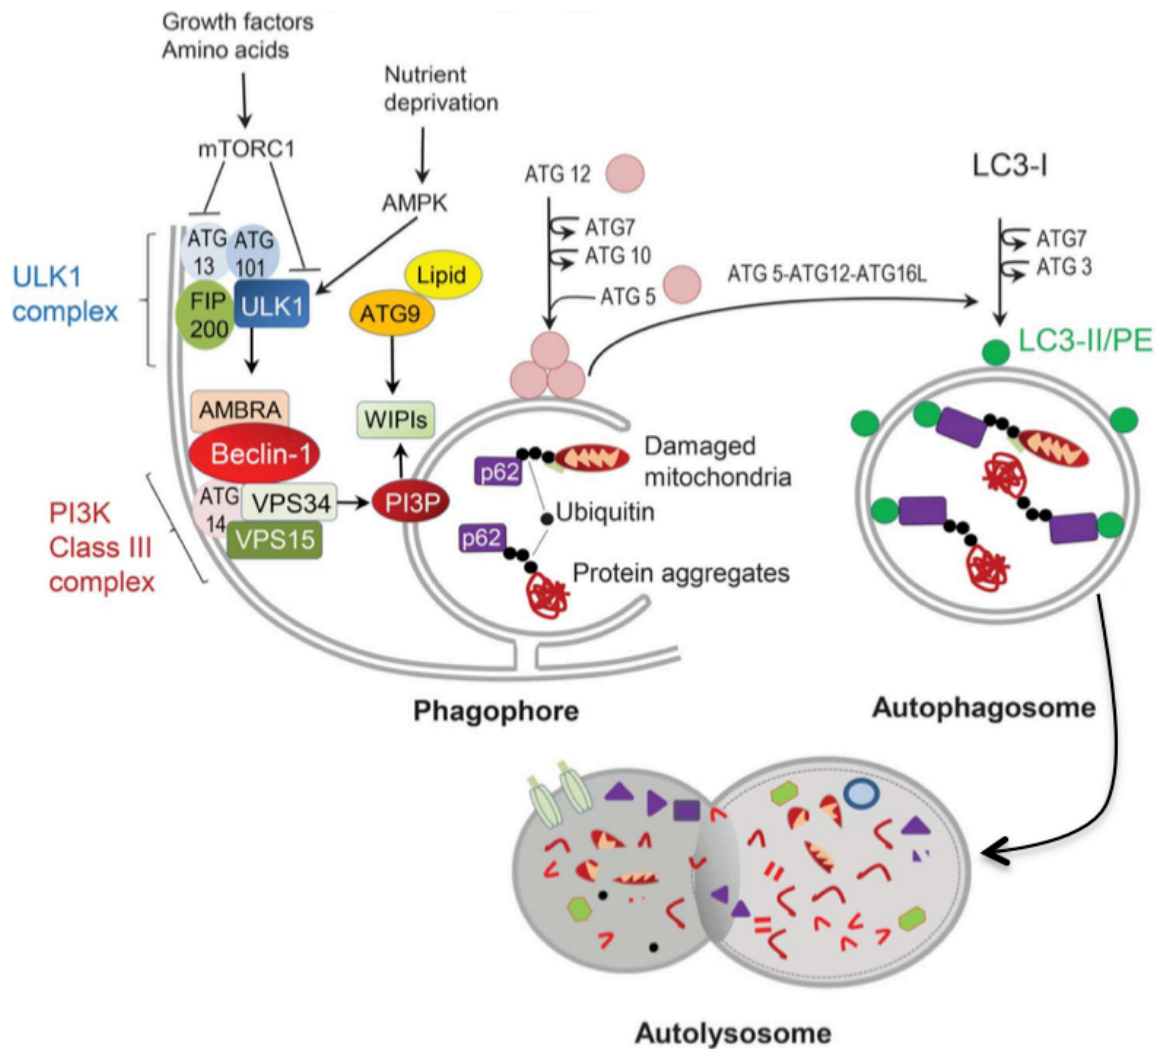 Growth factors
Amino acids
mTORC1
Nutrient
deprivation
AMPK
ULK1
complex
ATG
13
ATG
101
FIP
200
ULK1
Lipid
ATG9
WIPIs
AMBRA
Beclin-1
ATG
14
VPS34
VPS15
PI3P
PI3K
Class III
complex
ATG 12
ATG7
ATG 10
ATG 5
ATG 5-ATG12-ATG16L
LC3-I
ATG7
ATG 3
LC3-II/PE
p62
Damaged
mitochondria
Ubiquitin
p62
Protein aggregates
Phagophore
Autophagosome
Autolysosome